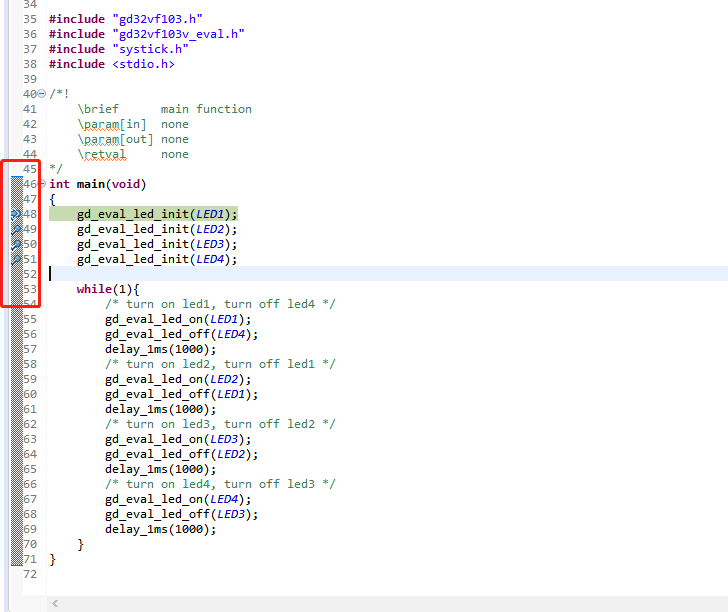 34
35 #include "gd32vf103.h"
36 #include "gd32vf103v_eval.h"
37 #include "systick.h"
38 #include <stdio.h>
39
40 /*!
41     \brief      main function
42     \param[in]  none
43     \param[out] none
44     \retval     none
45 */
46 int main(void)
47 {
48     gd_eval_led_init(LED1);
49     gd_eval_led_init(LED2);
50     gd_eval_led_init(LED3);
51     gd_eval_led_init(LED4);
52
53     while(1){
54         /* turn on led1, turn off led4 */
55         gd_eval_led_on(LED1);
56         gd_eval_led_off(LED4);
57         delay_1ms(1000);
58         /* turn on led2, turn off led1 */
59         gd_eval_led_on(LED2);
60         gd_eval_led_off(LED1);
61         delay_1ms(1000);
62         /* turn on led3, turn off led2 */
63         gd_eval_led_on(LED3);
64         gd_eval_led_off(LED2);
65         delay_1ms(1000);
66         /* turn on led4, turn off led3 */
67         gd_eval_led_on(LED4);
68         gd_eval_led_off(LED3);
69         delay_1ms(1000);
70     }
71 }
72